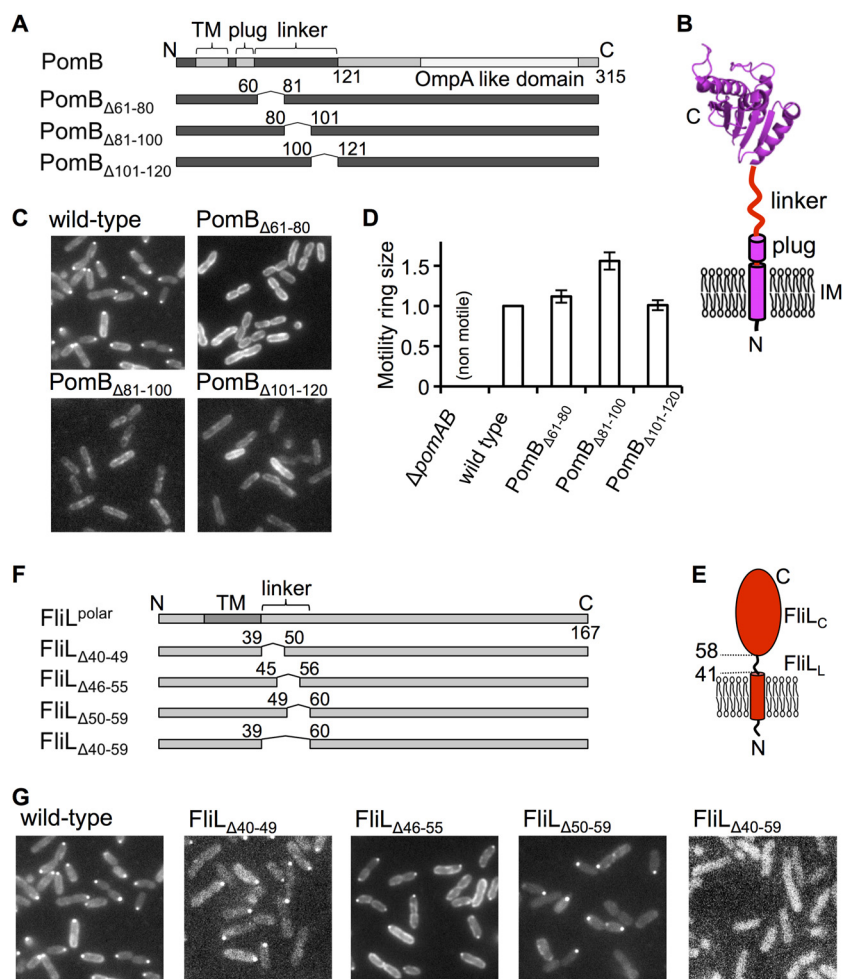 A
TM plug linker
N
C
PomB
121
OmpA like domain
315
60 81
PomBΔ61-80
80 101
PomBΔ81-100
100 121
PomBΔ101-120
B
C
linker
plug
IM
N
C
wild-type
PomBΔ61-80
PomBΔ81-100
PomBΔ101-120
D
Motility ring size
1.5
1.0
0.5
0
(non motile)
ΔpomAB
wild type
PomBΔ61-80
PomBΔ81-100
PomBΔ101-120
F
linker
N
TM
C
FliLpolar
167
39 50
FliLΔ40-49
45 56
FliLΔ46-55
49 60
FliLΔ50-59
39 60
FliLΔ40-59
E
C
FliLC
58
FliLL
41
N
G
wild-type
FliLΔ40-49
FliLΔ46-55
FliLΔ50-59
FliLΔ40-59